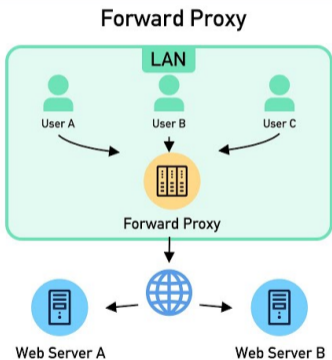 Forward Proxy
LAN
User A
User B
User C
Forward Proxy
Web Server A
Web Server B